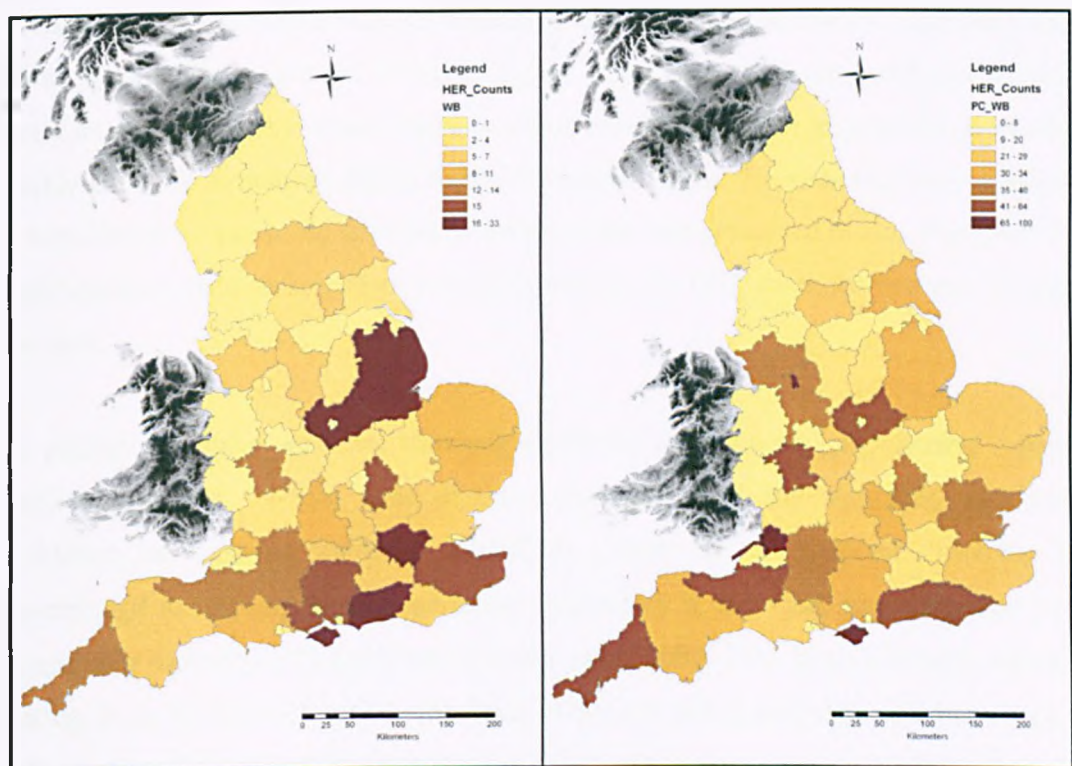 N
Legend
HER_Counts
WB
0 - 1
2 - 4
5 - 7
8 - 11
12 - 14
15
16 - 33
0 25 50 100 150 200
Kilometers
N
Legend
HER_Counts
PC_WB
0 - 8
9 - 20
21 - 29
30 - 34
35 - 40
41 - 64
65 - 100
0 25 50 100 150 200
Kilometers